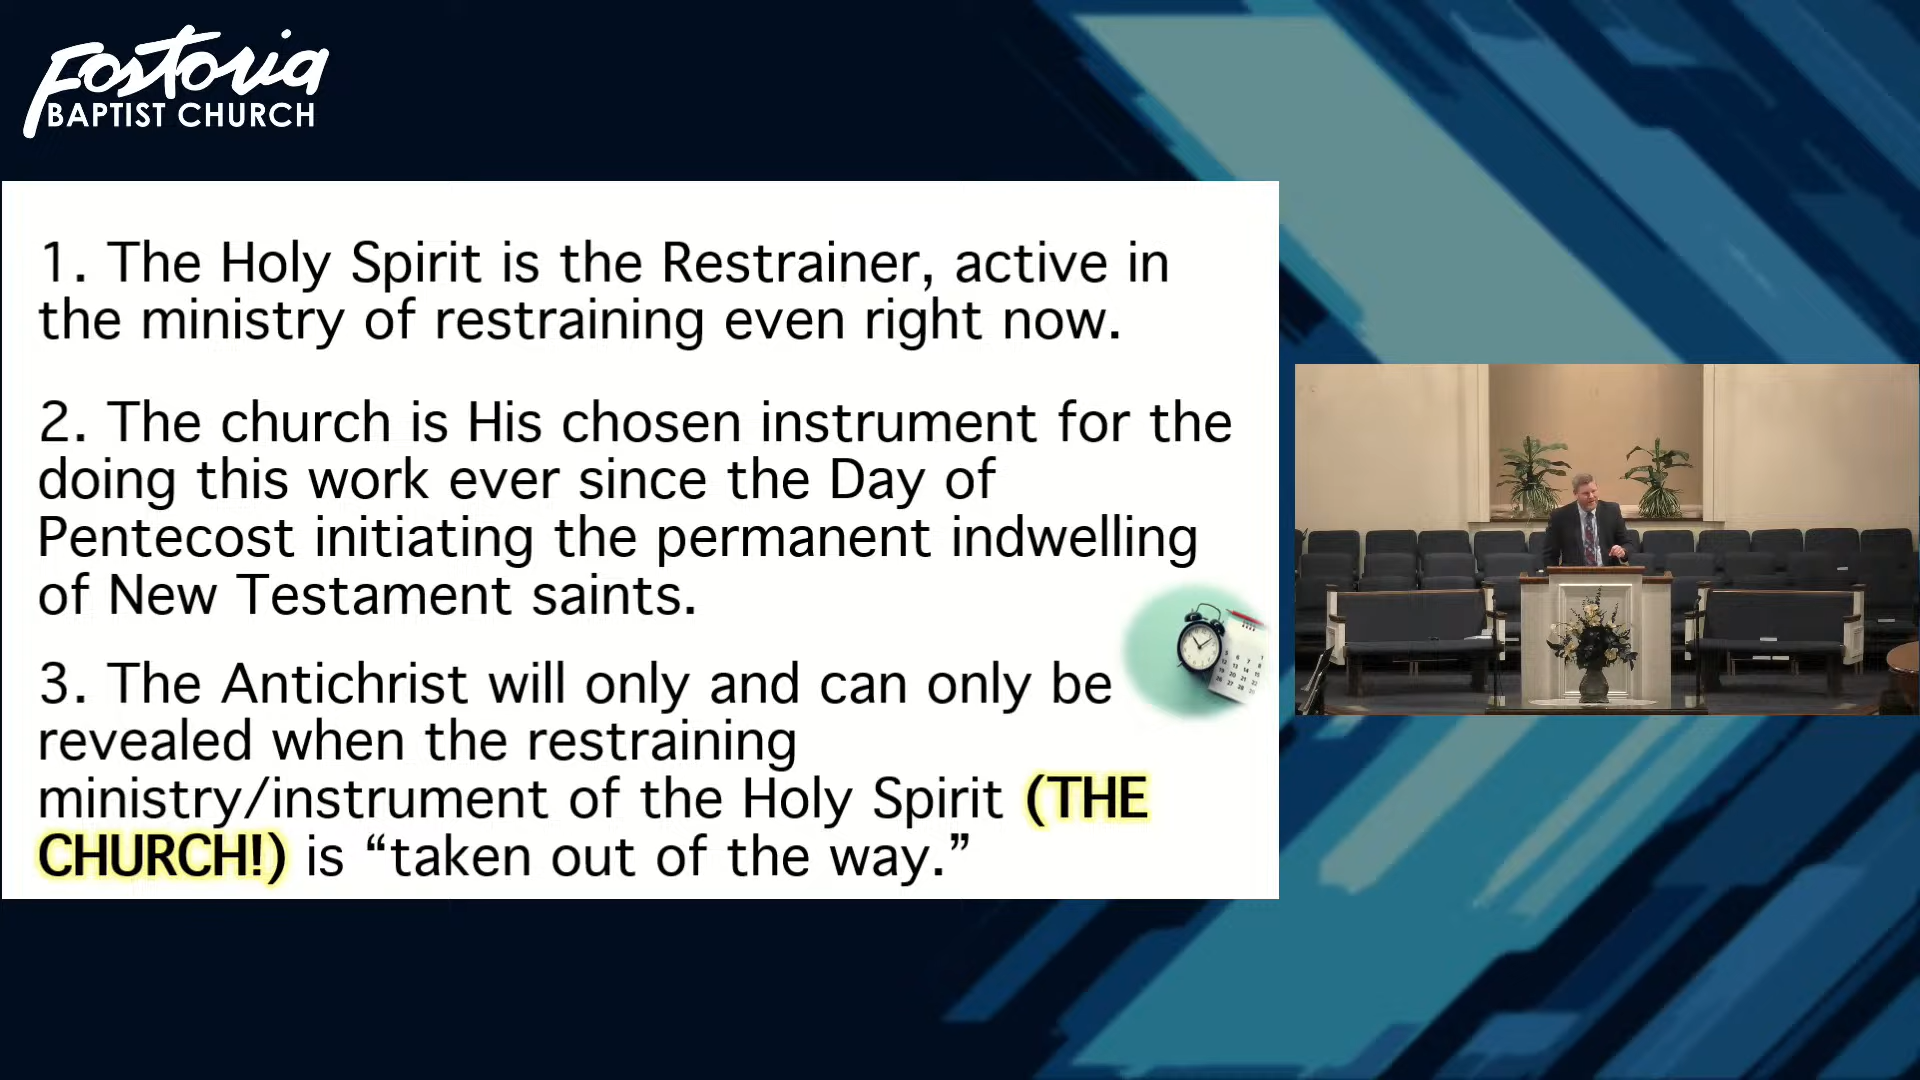 Fostoria
BAPTIST CHURCH
1. The Holy Spirit is the Restrainer, active in
the ministry of restraining even right now.
2. The church is His chosen instrument for the
doing this work ever since the Day of
Pentecost initiating the permanent indwelling
of New Testament saints.
3. The Antichrist will only and can only be
revealed when the restraining
ministry/instrument of the Holy Spirit (THE
CHURCH!) is “taken out of the way.”